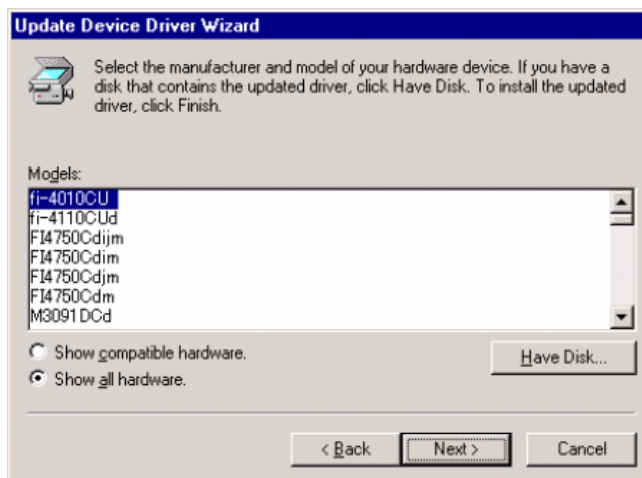 Update Device Driver Wizard
Select the manufacturer and model of your hardware device. If you have a
disk that contains the updated driver, click Have Disk. To install the updated
driver, click Finish.
Models:
fi-4010CU
fi-4110CUd
FI4750Cdijm
FI4750Cdim
FI4750Cdjm
FI4750Cdm
M3091DCd
Show compatible hardware.
Have Disk...
Show all hardware.
< Back
Next >
Cancel